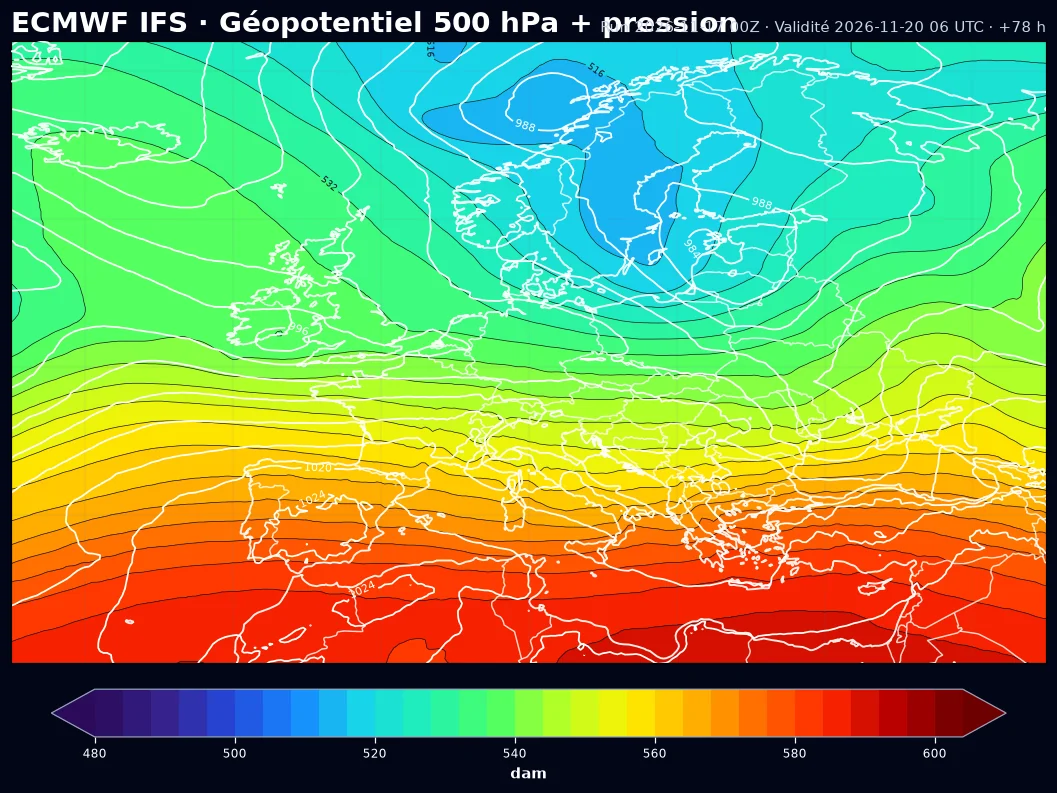 ECMWF IFS · Géopotentiel 500 hPa + pression
00Z · Validité 2026-11-20 06 UTC · +78 h
516
516
988
532
988
984
996
1020
1024
1024
480 500 520 540 560 580 600
dam